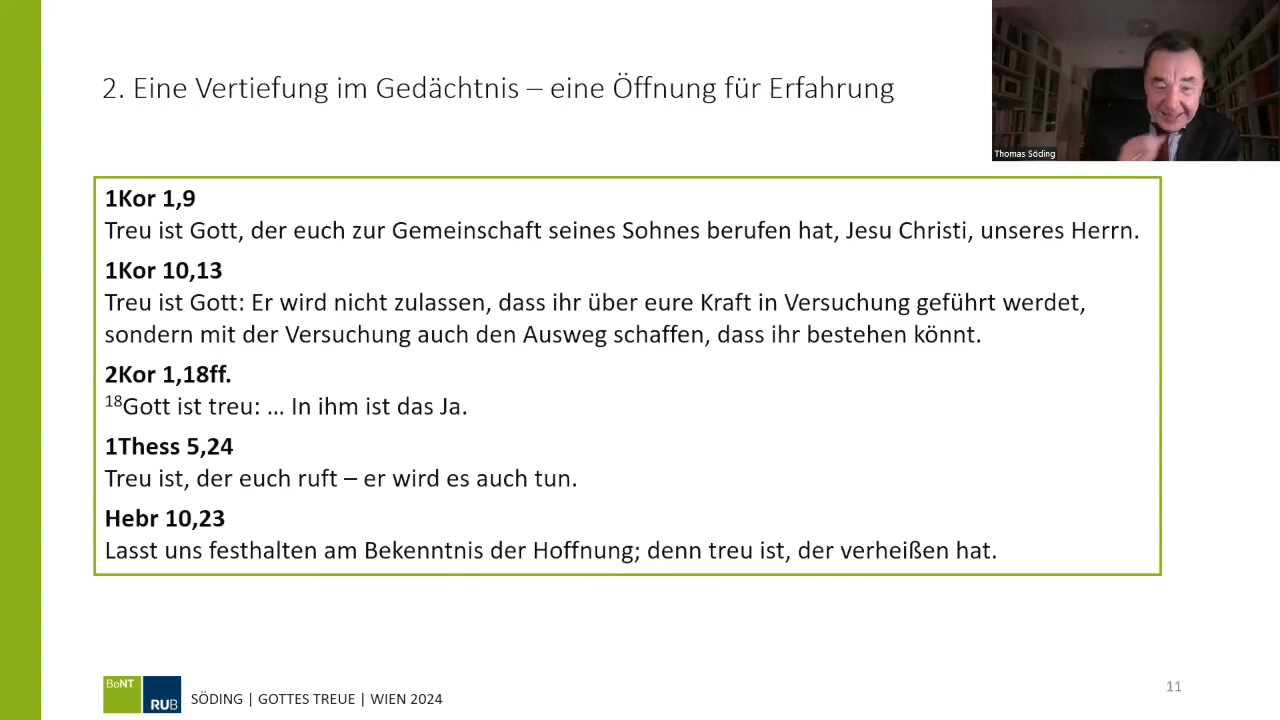 2. Eine Vertiefung im Gedächtnis – eine Öffnung für Erfahrung
Thomas Söding
1Kor 1,9
Treu ist Gott, der euch zur Gemeinschaft seines Sohnes berufen hat, Jesu Christi, unseres Herrn.
1Kor 10,13
Treu ist Gott: Er wird nicht zulassen, dass ihr über eure Kraft in Versuchung geführt werdet,
sondern mit der Versuchung auch den Ausweg schaffen, dass ihr bestehen könnt.
2Kor 1,18ff.
18Gott ist treu: ... In ihm ist das Ja.
1Thess 5,24
Treu ist, der euch ruft – er wird es auch tun.
Hebr 10,23
Lasst uns festhalten am Bekenntnis der Hoffnung; denn treu ist, der verheißen hat.
BoNT
RUB
SÖDING | GOTTES TREUE | WIEN 2024
11